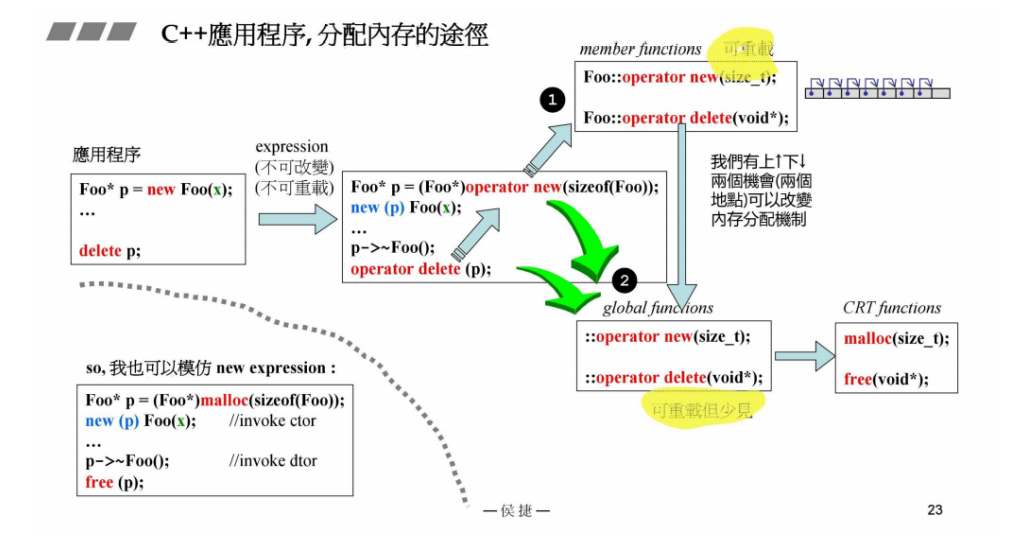 C++應用程序, 分配內存的途徑
member functions 可重載
Foo::operator new(size_t);
Foo::operator delete(void*);
1
應用程序
Foo* p = new Foo(x);
...
delete p;
expression
(不可改變)
(不可重載)
Foo* p = (Foo*)operator new(sizeof(Foo));
new (p) Foo(x);
...
p->~Foo();
operator delete (p);
我們有上↑下↓
兩個機會(兩個
地點)可以改變
內存分配機制
2
global functions
::operator new(size_t);
::operator delete(void*);
可重載但少見
CRT functions
malloc(size_t);
free(void*);
so, 我也可以模仿 new expression :
Foo* p = (Foo*)malloc(sizeof(Foo));
new (p) Foo(x); //invoke ctor
...
p->~Foo(); //invoke dtor
free (p);
—侯捷—
23